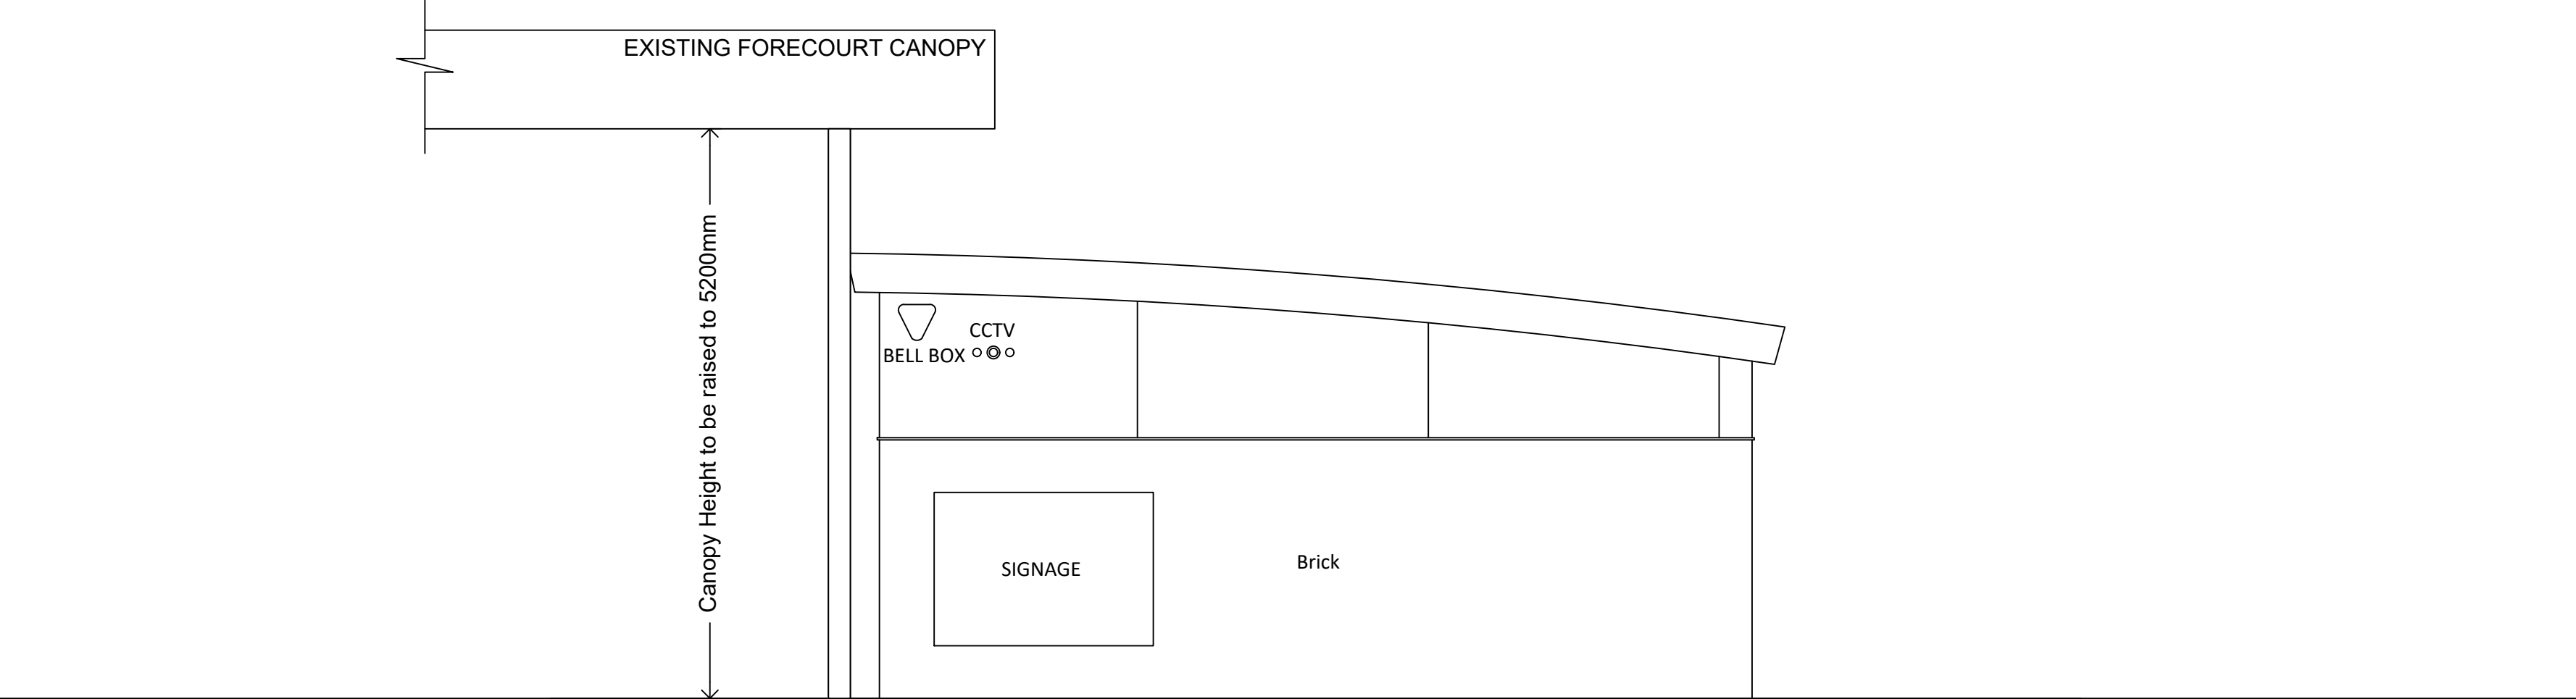 EXISTING FORECOURT CANOPY
Canopy Height to be raised to 5200mm
CCTV
BELL BOX
SIGNAGE
Brick